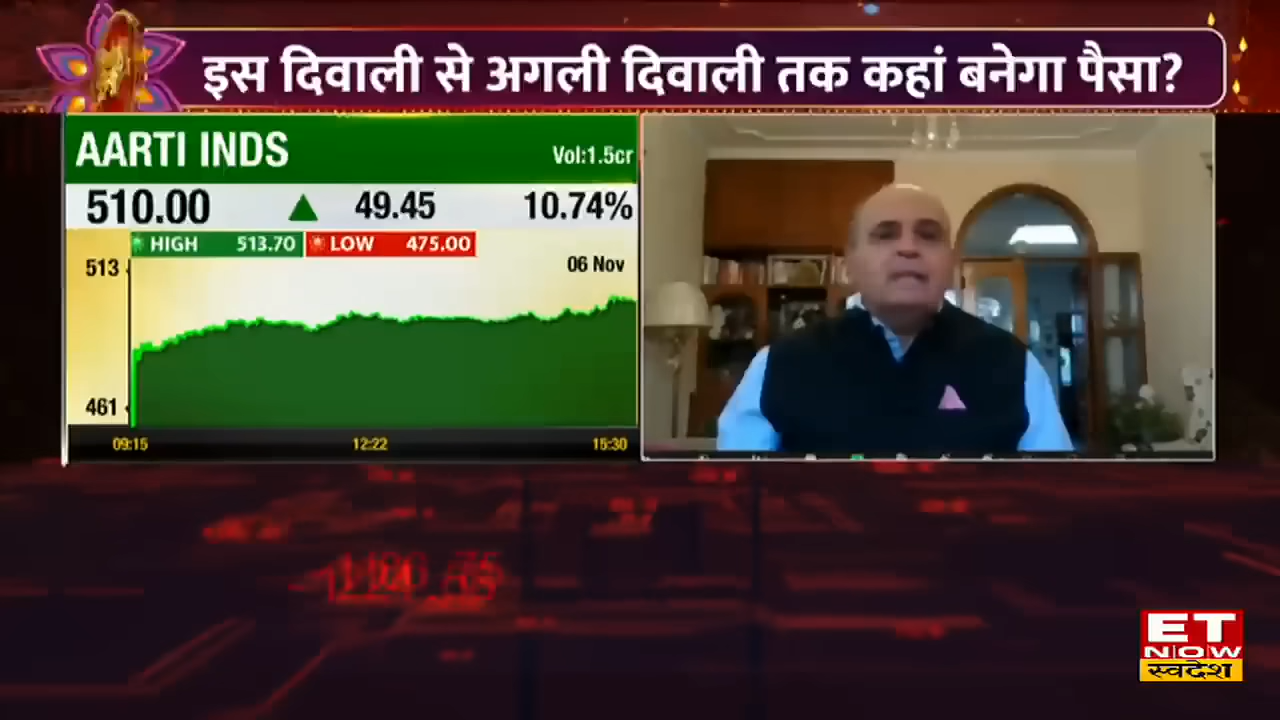 इस दिवाली से अगली दिवाली तक कहां बनेगा पैसा?
AARTI INDS
Vol:1.5cr
510.00 ▲ 49.45 10.74%
HIGH 513.70 LOW 475.00
513
06 Nov
461
09:15 12:22 15:30
ET
NOW
स्वदेश